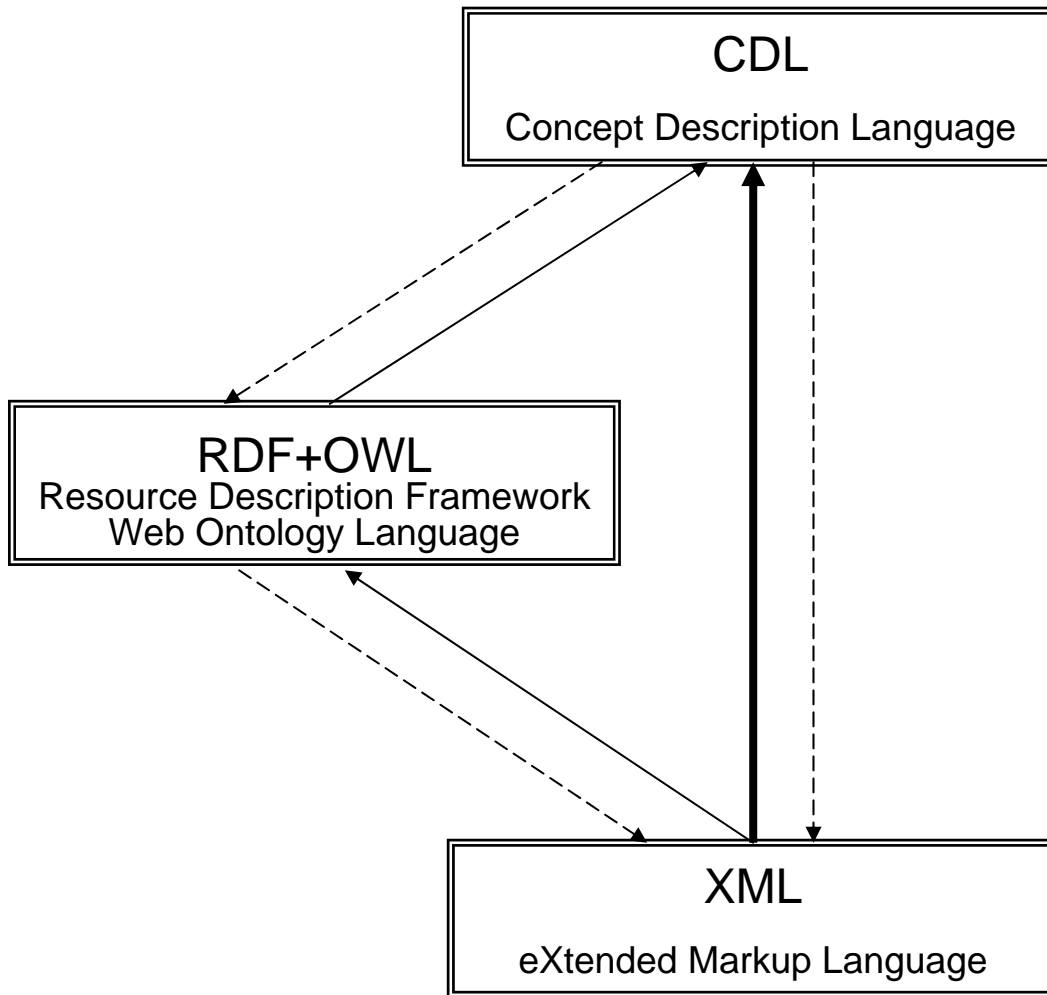 CDL
Concept Description Language
RDF+OWL
Resource Description Framework
Web Ontology Language
XML
eXtended Markup Language